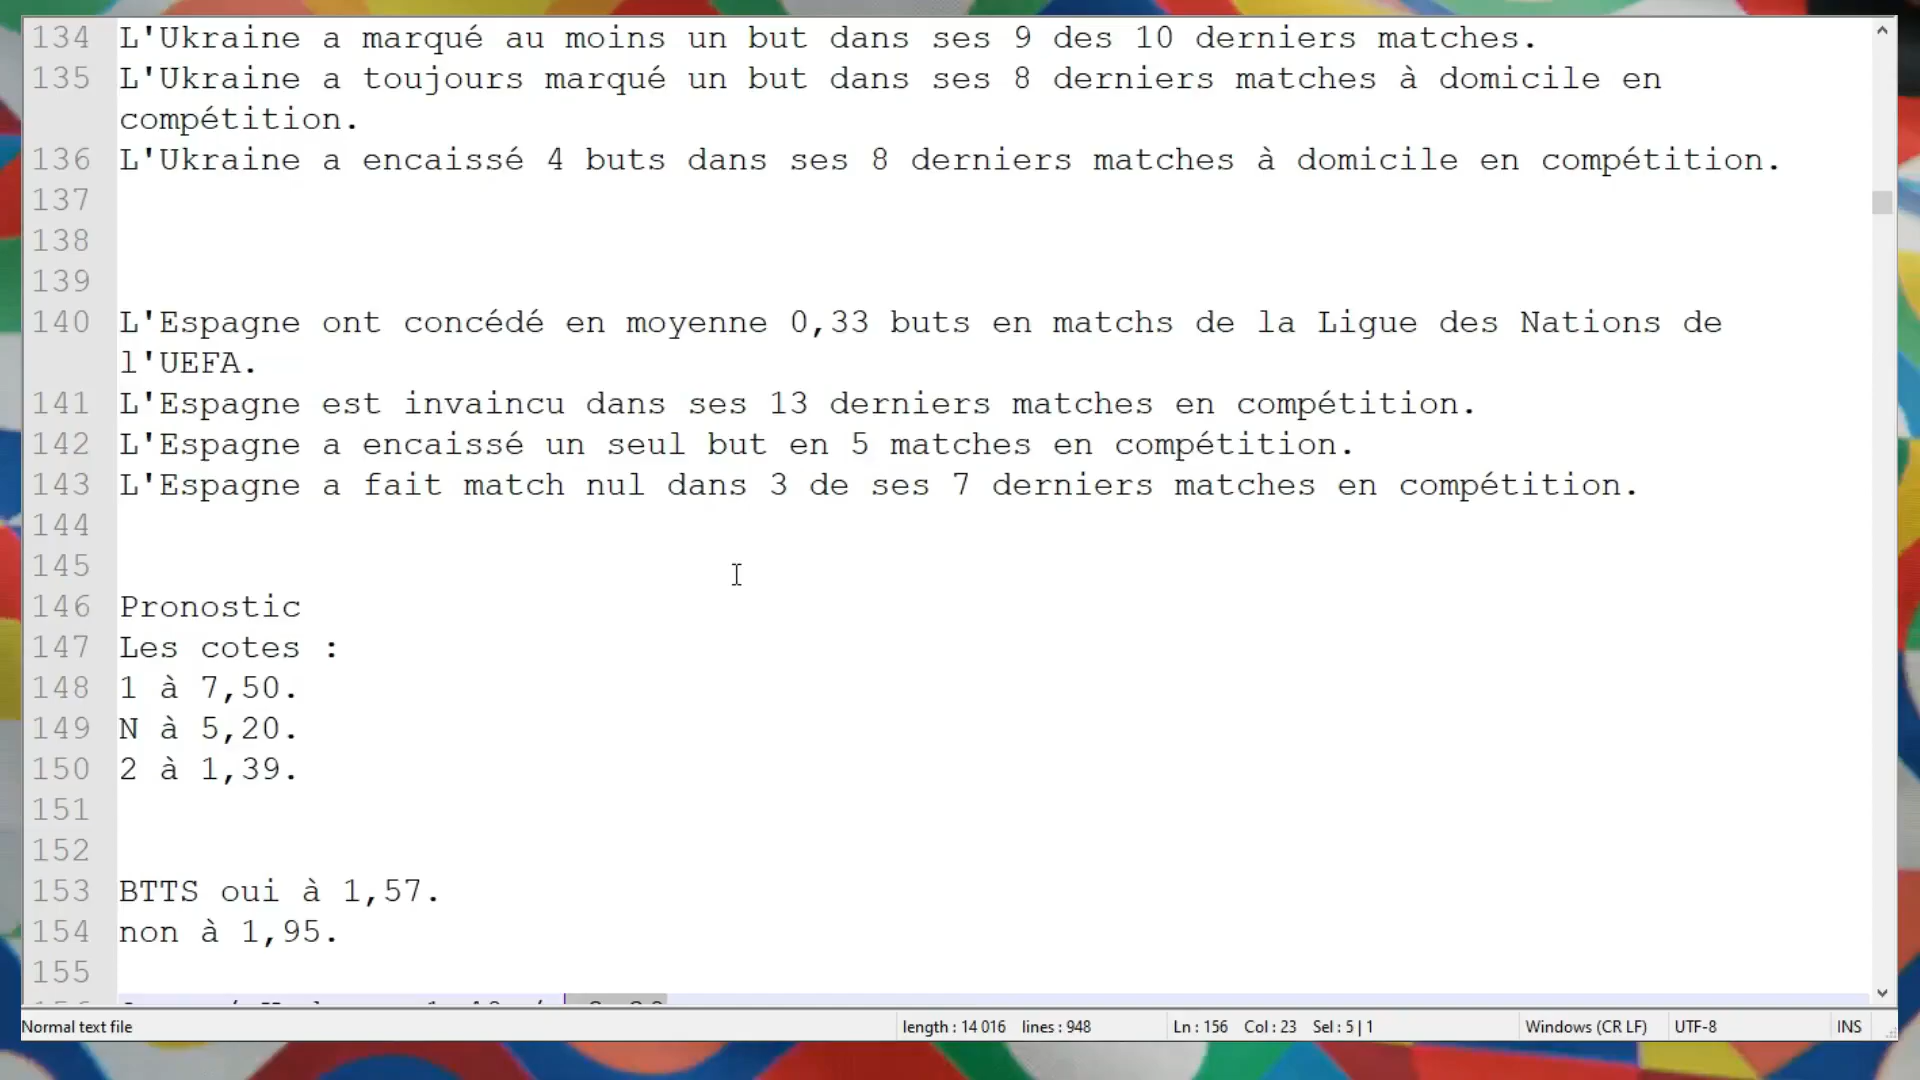 134 L'Ukraine a marqué au moins un but dans ses 9 des 10 derniers matches.
135 L'Ukraine a toujours marqué un but dans ses 8 derniers matches à domicile en
compétition.
136 L'Ukraine a encaissé 4 buts dans ses 8 derniers matches à domicile en compétition.
137
138
139
140 L'Espagne ont concédé en moyenne 0,33 buts en matchs de la Ligue des Nations de
l'UEFA.
141 L'Espagne est invaincu dans ses 13 derniers matches en compétition.
142 L'Espagne a encaissé un seul but en 5 matches en compétition.
143 L'Espagne a fait match nul dans 3 de ses 7 derniers matches en compétition.
144
145
146 Pronostic
147 Les cotes :
148 1 à 7,50.
149 N à 5,20.
150 2 à 1,39.
151
152
153 BTTS oui à 1,57.
154 non à 1,95.
155
Normal text file length : 14 016 lines : 948 Ln : 156 Col : 23 Sel : 5 | 1 Windows (CR LF) UTF-8 INS